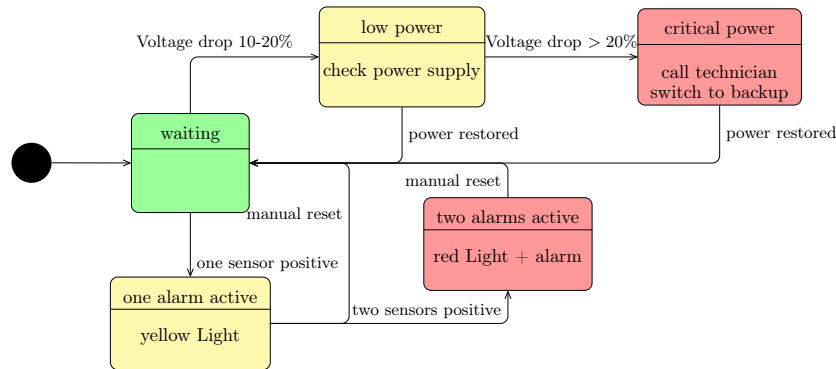 low power
critical power
Voltage drop 10-20%
Voltage drop > 20%
check power supply
call technician
switch to backup
waiting
power restored
power restored
manual reset
manual reset
two alarms active
one sensor positive
red Light + alarm
one alarm active
two sensors positive
yellow Light